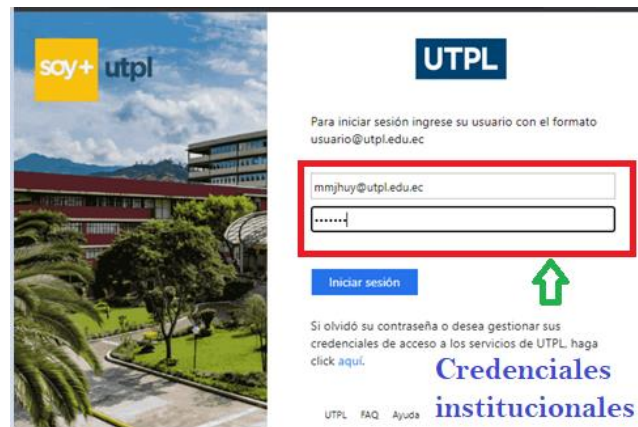 soy+ utpl
UTPL
Para iniciar sesión ingrese su usuario con el formato
usuario@utpl.edu.ec
mmjhuy@utpl.edu.ec
•••••••
Iniciar sesión
Si olvidó su contraseña o desea gestionar sus
credenciales de acceso a los servicios de UTPL, haga
click aquí.
Credenciales
institucionales
UTPL FAQ Ayuda